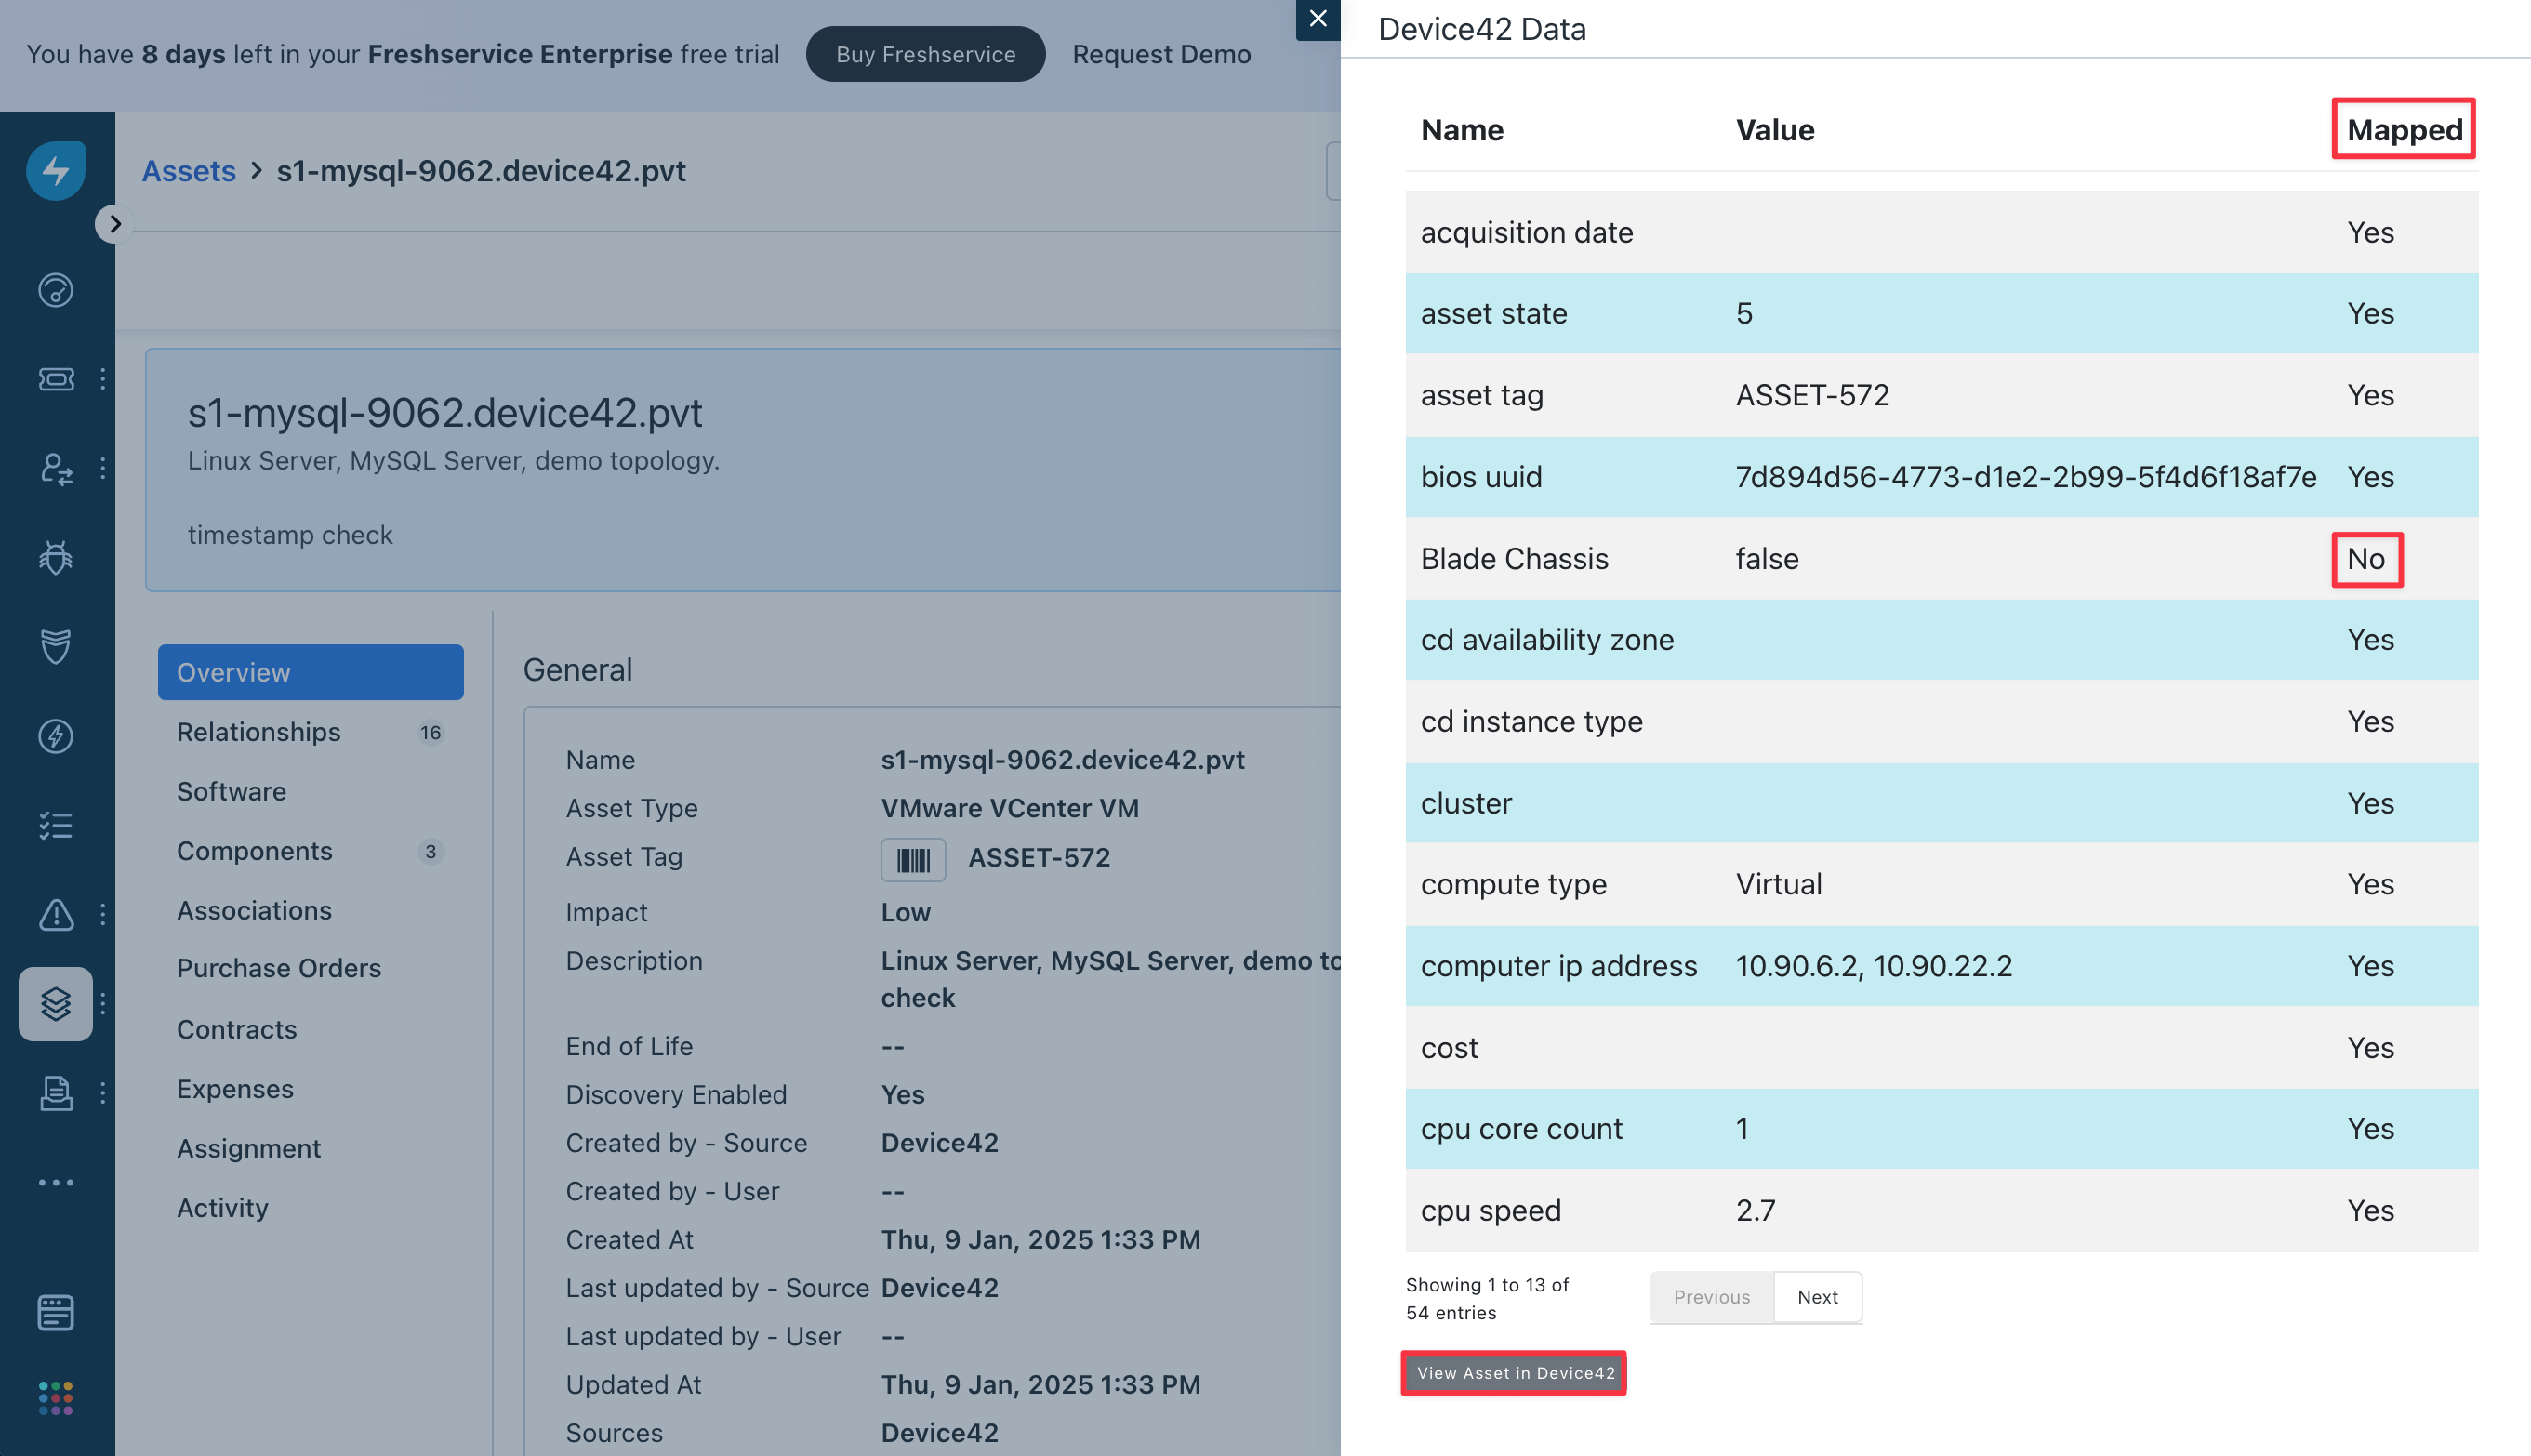 You have 8 days left in your Freshservice Enterprise free trial
Buy Freshservice
Request Demo
Assets > s1-mysql-9062.device42.pvt
s1-mysql-9062.device42.pvt
Linux Server, MySQL Server, demo topology.
timestamp check
Overview
Relationships 16
Software
Components 3
Associations
Purchase Orders
Contracts
Expenses
Assignment
Activity
General
Name s1-mysql-9062.device42.pvt
Asset Type VMware VCenter VM
Asset Tag ASSET-572
Impact Low
Description Linux Server, MySQL Server, demo to
check
End of Life --
Discovery Enabled Yes
Created by - Source Device42
Created by - User --
Created At Thu, 9 Jan, 2025 1:33 PM
Last updated by - Source Device42
Last updated by - User --
Updated At Thu, 9 Jan, 2025 1:33 PM
Sources Device42
Device42 Data
Name Value Mapped
acquisition date Yes
asset state 5 Yes
asset tag ASSET-572 Yes
bios uuid 7d894d56-4773-d1e2-2b99-5f4d6f18af7e Yes
Blade Chassis false No
cd availability zone Yes
cd instance type Yes
cluster Yes
compute type Virtual Yes
computer ip address 10.90.6.2, 10.90.22.2 Yes
cost Yes
cpu core count 1 Yes
cpu speed 2.7 Yes
Showing 1 to 13 of
54 entries
Previous Next
View Asset in Device42